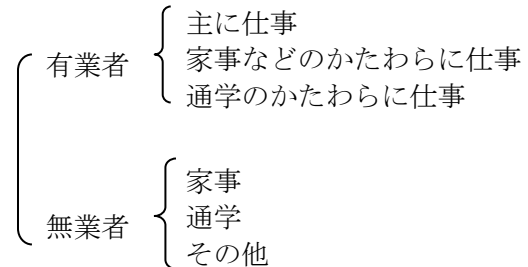 主に仕事
有業者
家事などのかたわらに仕事
通学のかたわらに仕事
家事
無業者
通学
その他